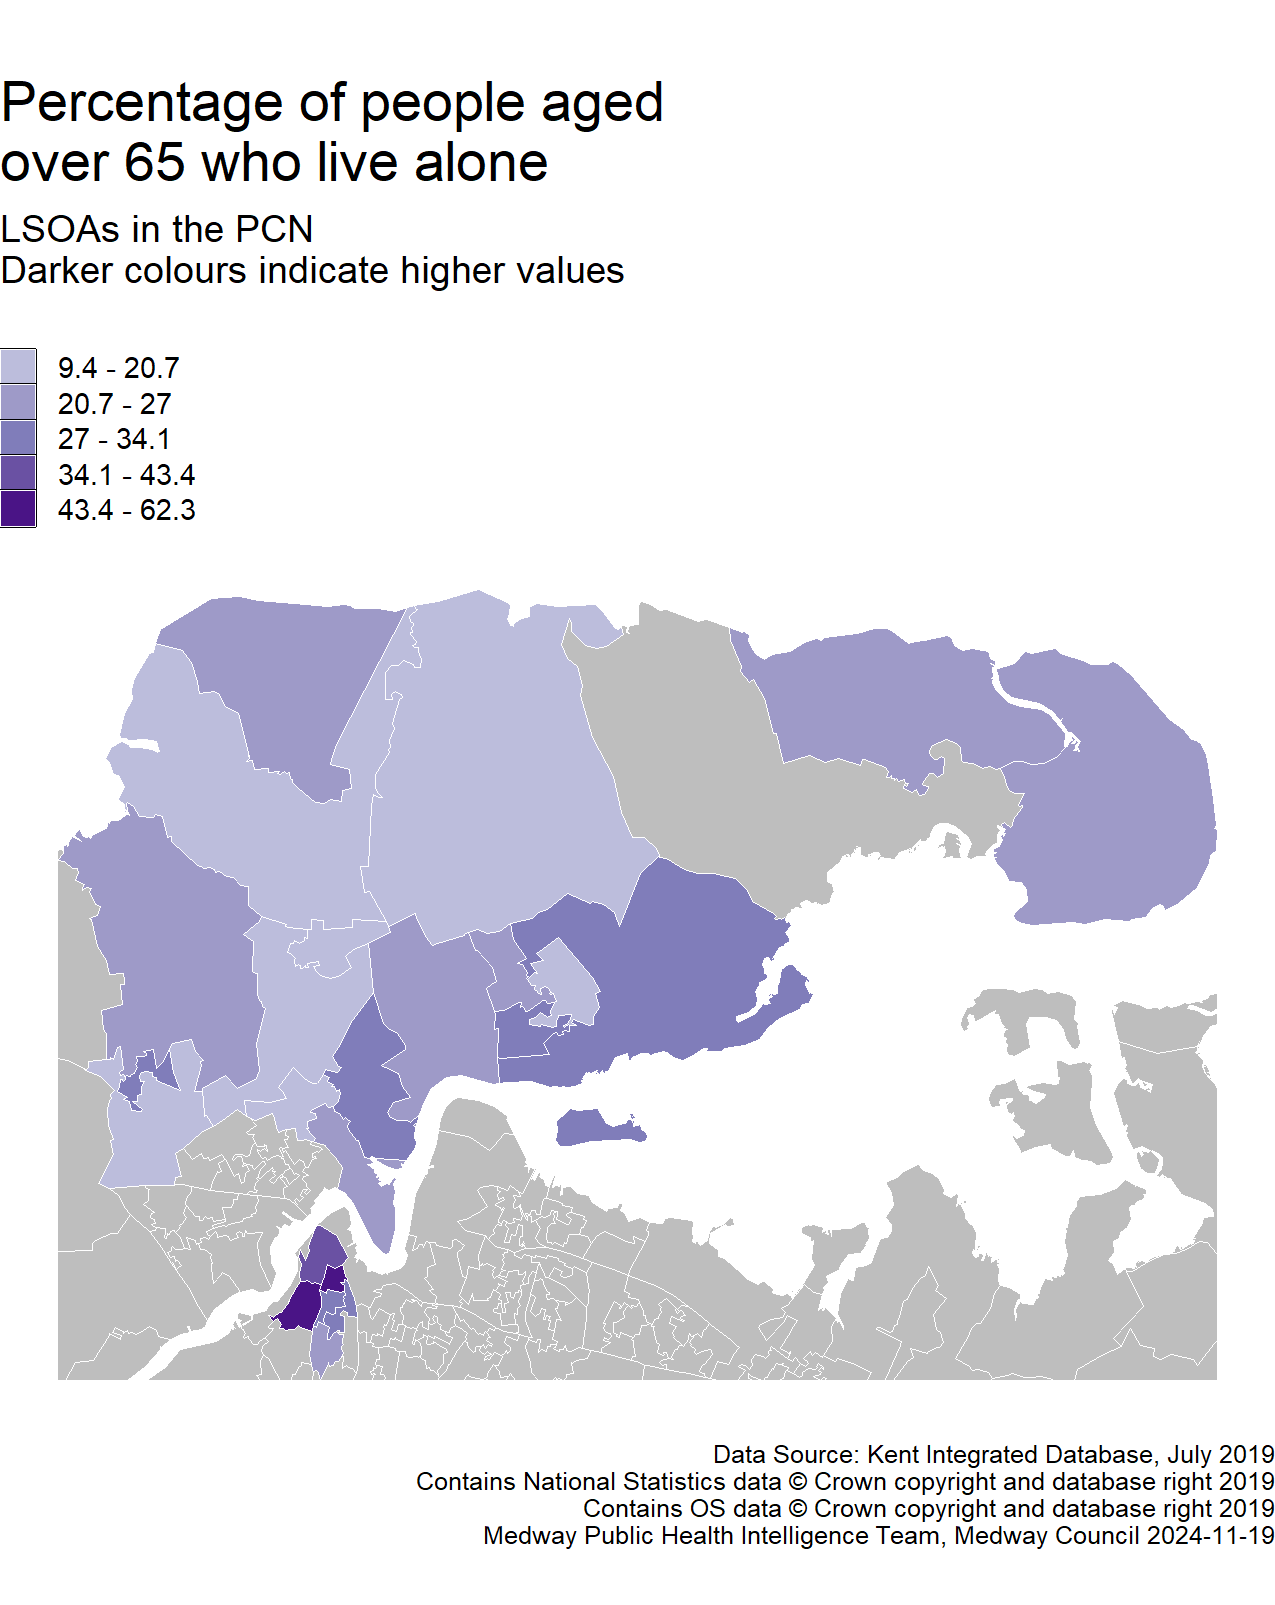 Percentage of people aged
over 65 who live alone
LSOAs in the PCN
Darker colours indicate higher values
9.4 - 20.7
20.7 - 27
27 - 34.1
34.1 - 43.4
43.4 - 62.3
Data Source: Kent Integrated Database, July 2019
Contains National Statistics data © Crown copyright and database right 2019
Contains OS data © Crown copyright and database right 2019
Medway Public Health Intelligence Team, Medway Council 2024-11-19